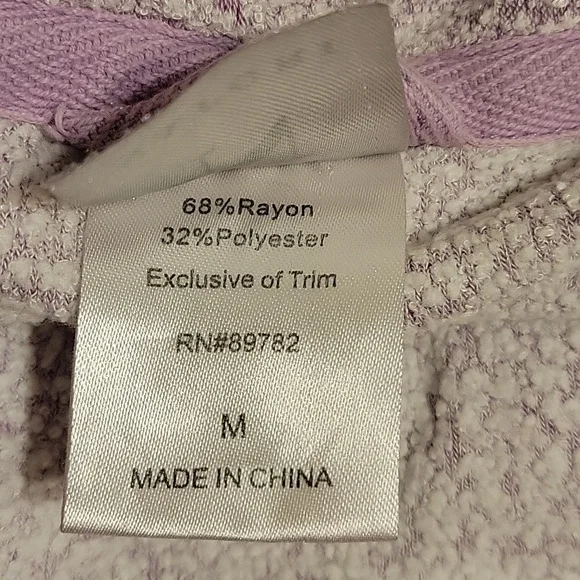 68%Rayon
32%Polyester
Exclusive of Trim
RN#89782
M
MADE IN CHINA